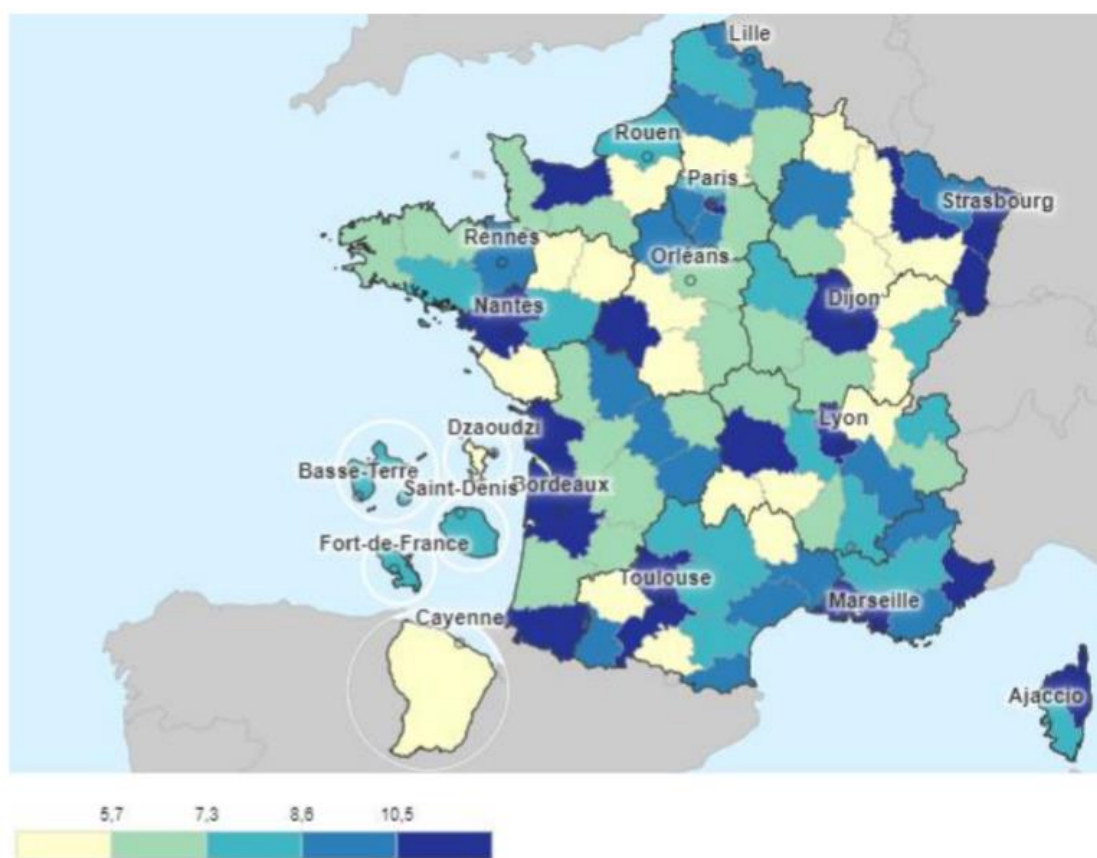 Lille
Rouen
Paris
Strasbourg
Rennes
Orléans
Nantes
Dijon
Dzaoudzi
Lyon
Basse-Terre
Saint-Denis
Bordeaux
Fort-de-France
Toulouse
Marseille
Cayenne
Ajaccio
5,7 7,3 8,6 10,5